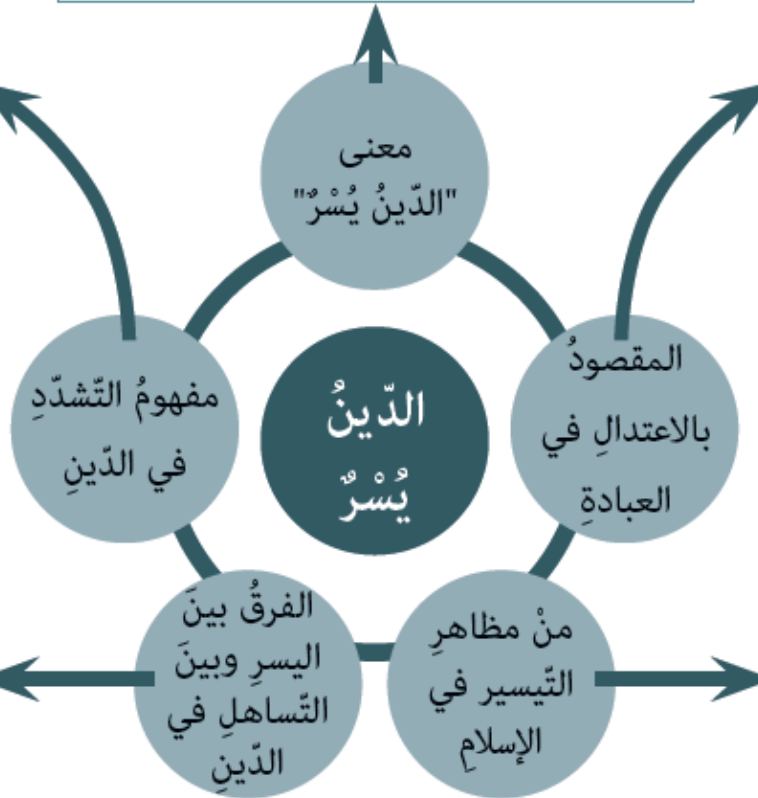 معنى
"الدّينُ يُسْرٌ"
المقصودُ
بالاعتدالِ في
العبادةِ
مفهومُ التّشدّدِ
في الدّينِ
الدّينُ
يُسْرٌ
منْ مظاهرِ
التّيسير في
الإسلامِ
الفرقُ بينَ
اليسرِ وبينَ
التّساهلِ في
الدّينِ